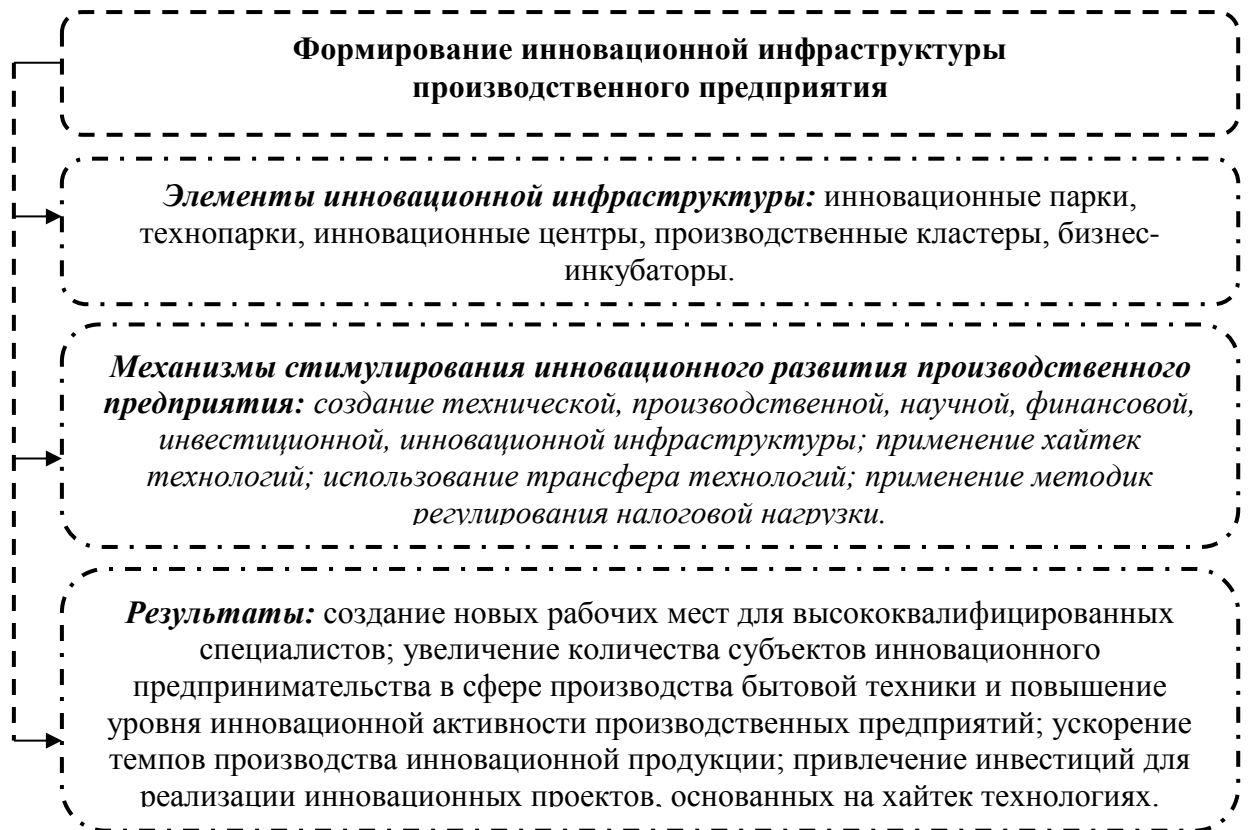 Формирование инновационной инфраструктуры
производственного предприятия
Элементы инновационной инфраструктуры: инновационные парки,
технопарки, инновационные центры, производственные кластеры, бизнес-
инкубаторы.
Механизмы стимулирования инновационного развития производственного
предприятия: создание технической, производственной, научной, финансовой,
инвестиционной, инновационной инфраструктуры; применение хайтек
технологий; использование трансфера технологий; применение методик
регулирования налоговой нагрузки.
Результаты: создание новых рабочих мест для высококвалифицированных
специалистов; увеличение количества субъектов инновационного
предпринимательства в сфере производства бытовой техники и повышение
уровня инновационной активности производственных предприятий; ускорение
темпов производства инновационной продукции; привлечение инвестиций для
реализации инновационных проектов, основанных на хайтек технологиях.